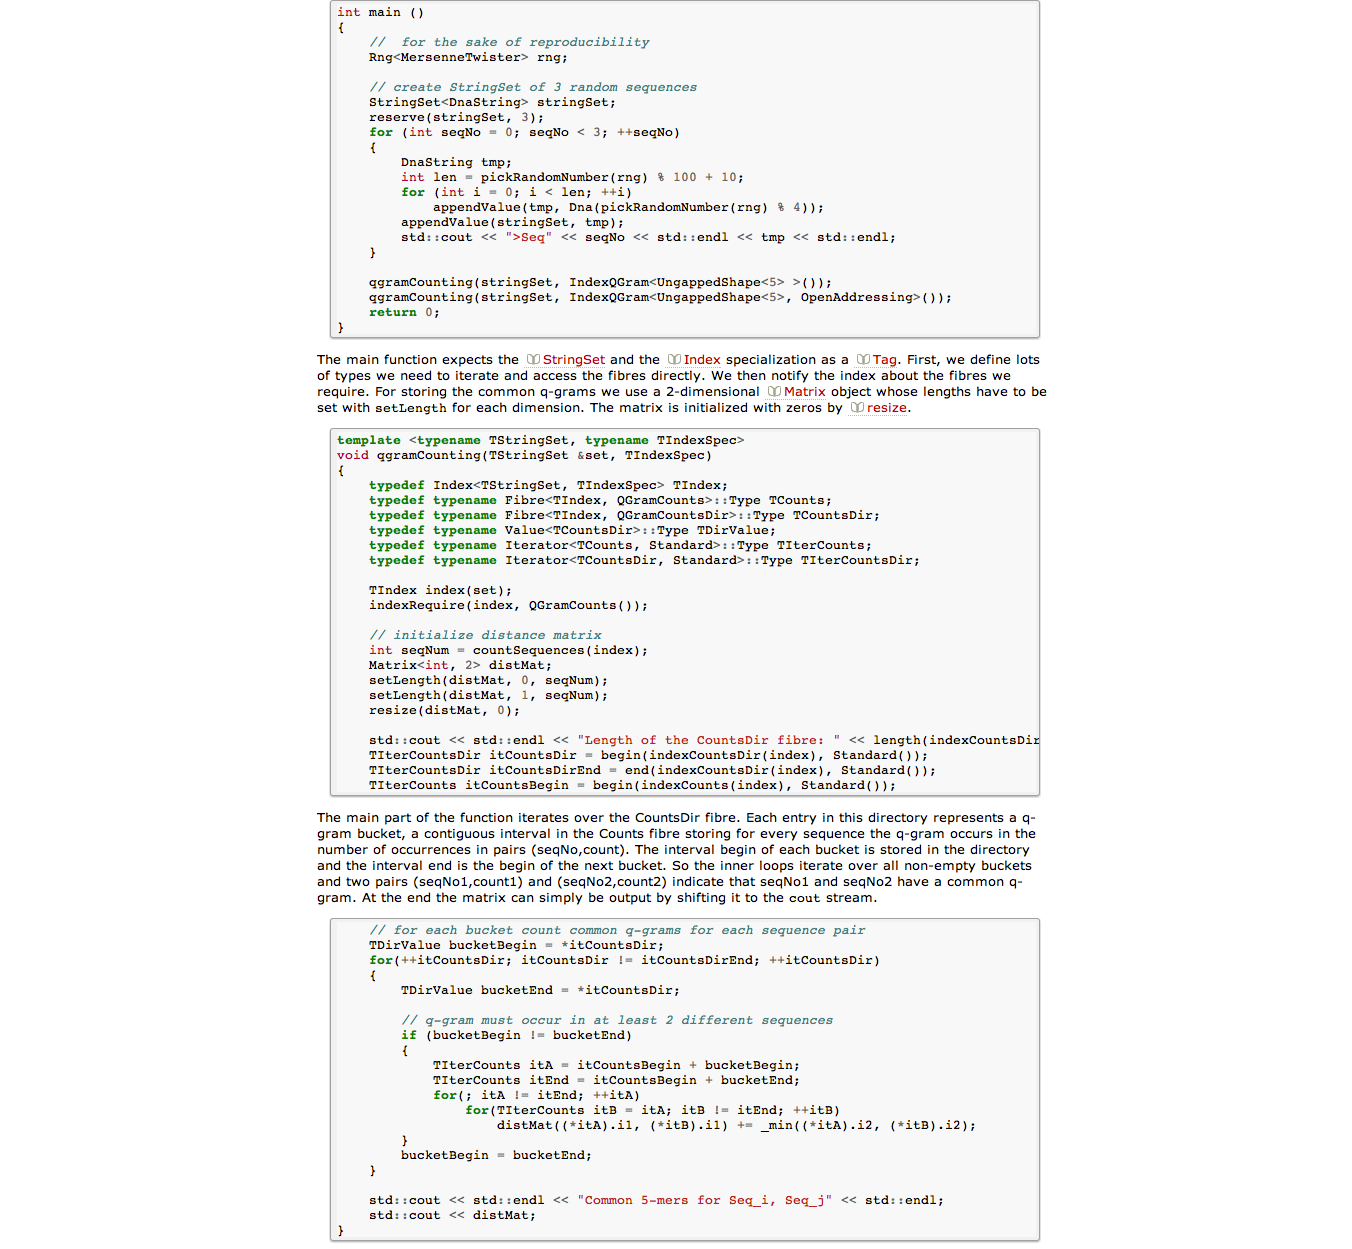 int main ()
{
    //  for the sake of reproducibility
    Rng<MersenneTwister> rng;

    // create StringSet of 3 random sequences
    StringSet<DnaString> stringSet;
    reserve(stringSet, 3);
    for (int seqNo = 0; seqNo < 3; ++seqNo)
    {
        DnaString tmp;
        int len = pickRandomNumber(rng) % 100 + 10;
        for (int i = 0; i < len; ++i)
            appendValue(tmp, Dna(pickRandomNumber(rng) % 4));
        appendValue(stringSet, tmp);
        std::cout << ">Seq" << seqNo << std::endl << tmp << std::endl;
    }

    qgramCounting(stringSet, IndexQGram<UngappedShape<5> >());
    qgramCounting(stringSet, IndexQGram<UngappedShape<5>, OpenAddressing>());
    return 0;
}
The main function expects the StringSet and the Index specialization as a Tag. First, we define lots
of types we need to iterate and access the fibres directly. We then notify the index about the fibres we
require. For storing the common q-grams we use a 2-dimensional Matrix object whose lengths have to be
set with setLength for each dimension. The matrix is initialized with zeros by resize.
template <typename TStringSet, typename TIndexSpec>
void qgramCounting(TStringSet &set, TIndexSpec)
{
    typedef Index<TStringSet, TIndexSpec> TIndex;
    typedef typename Fibre<TIndex, QGramCounts>::Type TCounts;
    typedef typename Fibre<TIndex, QGramCountsDir>::Type TCountsDir;
    typedef typename Value<TCountsDir>::Type TDirValue;
    typedef typename Iterator<TCounts, Standard>::Type TIterCounts;
    typedef typename Iterator<TCountsDir, Standard>::Type TIterCountsDir;

    TIndex index(set);
    indexRequire(index, QGramCounts());

    // initialize distance matrix
    int seqNum = countSequences(index);
    Matrix<int, 2> distMat;
    setLength(distMat, 0, seqNum);
    setLength(distMat, 1, seqNum);
    resize(distMat, 0);

    std::cout << std::endl << "Length of the CountsDir fibre: " << length(indexCountsDir
    TIterCountsDir itCountsDir = begin(indexCountsDir(index), Standard());
    TIterCountsDir itCountsDirEnd = end(indexCountsDir(index), Standard());
    TIterCounts itCountsBegin = begin(indexCounts(index), Standard());
The main part of the function iterates over the CountsDir fibre. Each entry in this directory represents a q-
gram bucket, a contiguous interval in the Counts fibre storing for every sequence the q-gram occurs in the
number of occurrences in pairs (seqNo,count). The interval begin of each bucket is stored in the directory
and the interval end is the begin of the next bucket. So the inner loops iterate over all non-empty buckets
and two pairs (seqNo1,count1) and (seqNo2,count2) indicate that seqNo1 and seqNo2 have a common q-
gram. At the end the matrix can simply be output by shifting it to the cout stream.
    // for each bucket count common q-grams for each sequence pair
    TDirValue bucketBegin = *itCountsDir;
    for(++itCountsDir; itCountsDir != itCountsDirEnd; ++itCountsDir)
    {
        TDirValue bucketEnd = *itCountsDir;

        // q-gram must occur in at least 2 different sequences
        if (bucketBegin != bucketEnd)
        {
            TIterCounts itA = itCountsBegin + bucketBegin;
            TIterCounts itEnd = itCountsBegin + bucketEnd;
            for(; itA != itEnd; ++itA)
                for(TIterCounts itB = itA; itB != itEnd; ++itB)
                    distMat((*itA).i1, (*itB).i1) += _min((*itA).i2, (*itB).i2);
        }
        bucketBegin = bucketEnd;
    }

    std::cout << std::endl << "Common 5-mers for Seq_i, Seq_j" << std::endl;
    std::cout << distMat;
}